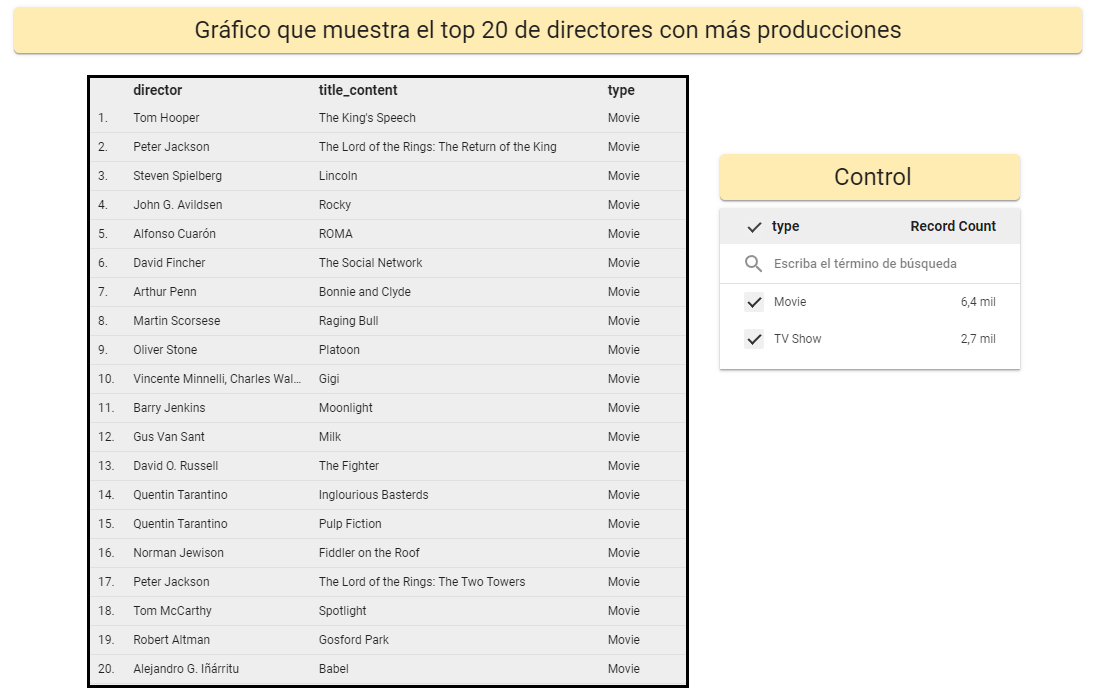 Gráfico que muestra el top 20 de directores con más producciones
director title_content type
1. Tom Hooper The King's Speech Movie
2. Peter Jackson The Lord of the Rings: The Return of the King Movie
3. Steven Spielberg Lincoln Movie
4. John G. Avildsen Rocky Movie
5. Alfonso Cuarón ROMA Movie
6. David Fincher The Social Network Movie
7. Arthur Penn Bonnie and Clyde Movie
8. Martin Scorsese Raging Bull Movie
9. Oliver Stone Platoon Movie
10. Vincente Minnelli, Charles Wal... Gigi Movie
11. Barry Jenkins Moonlight Movie
12. Gus Van Sant Milk Movie
13. David O. Russell The Fighter Movie
14. Quentin Tarantino Inglourious Basterds Movie
15. Quentin Tarantino Pulp Fiction Movie
16. Norman Jewison Fiddler on the Roof Movie
17. Peter Jackson The Lord of the Rings: The Two Towers Movie
18. Tom McCarthy Spotlight Movie
19. Robert Altman Gosford Park Movie
20. Alejandro G. Iñárritu Babel Movie
Control
type Record Count
Escriba el término de búsqueda
Movie 6,4 mil
TV Show 2,7 mil